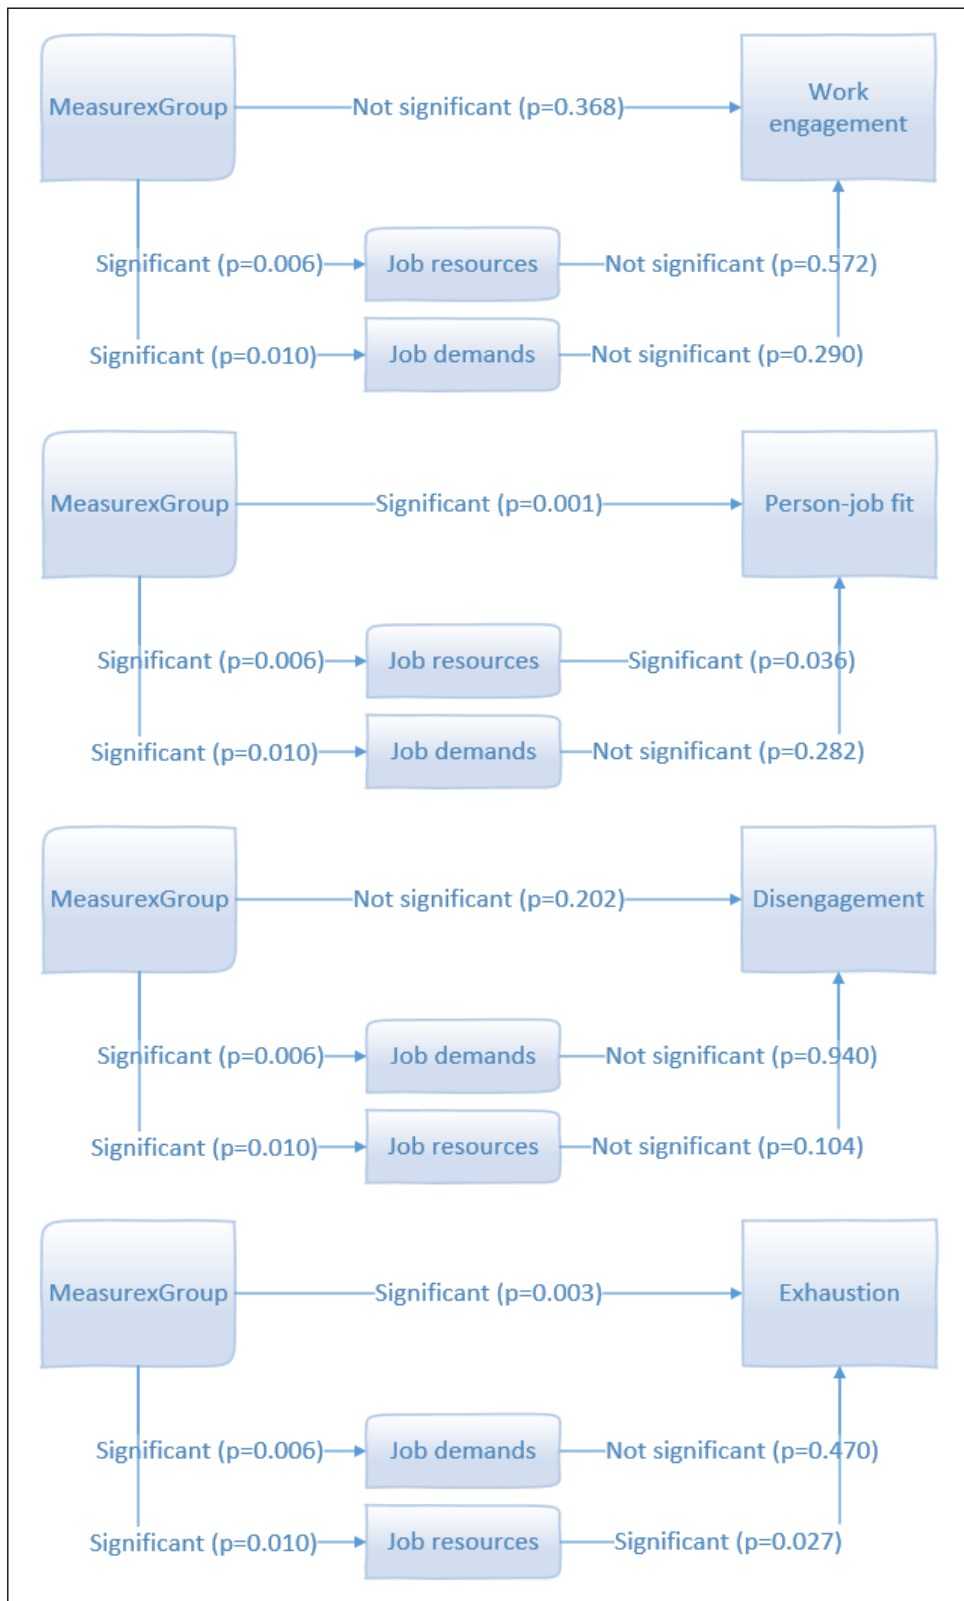 MeasurexGroup
Not significant (p=0.368)
Work
engagement
Significant (p=0.006)
Job resources
Not significant (p=0.572)
Significant (p=0.010)
Job demands
Not significant (p=0.290)
MeasurexGroup
Significant (p=0.001)
Person-job fit
Significant (p=0.006)
Job resources
Significant (p=0.036)
Significant (p=0.010)
Job demands
Not significant (p=0.282)
MeasurexGroup
Not significant (p=0.202)
Disengagement
Significant (p=0.006)
Job demands
Not significant (p=0.940)
Significant (p=0.010)
Job resources
Not significant (p=0.104)
MeasurexGroup
Significant (p=0.003)
Exhaustion
Significant (p=0.006)
Job demands
Not significant (p=0.470)
Significant (p=0.010)
Job resources
Significant (p=0.027)